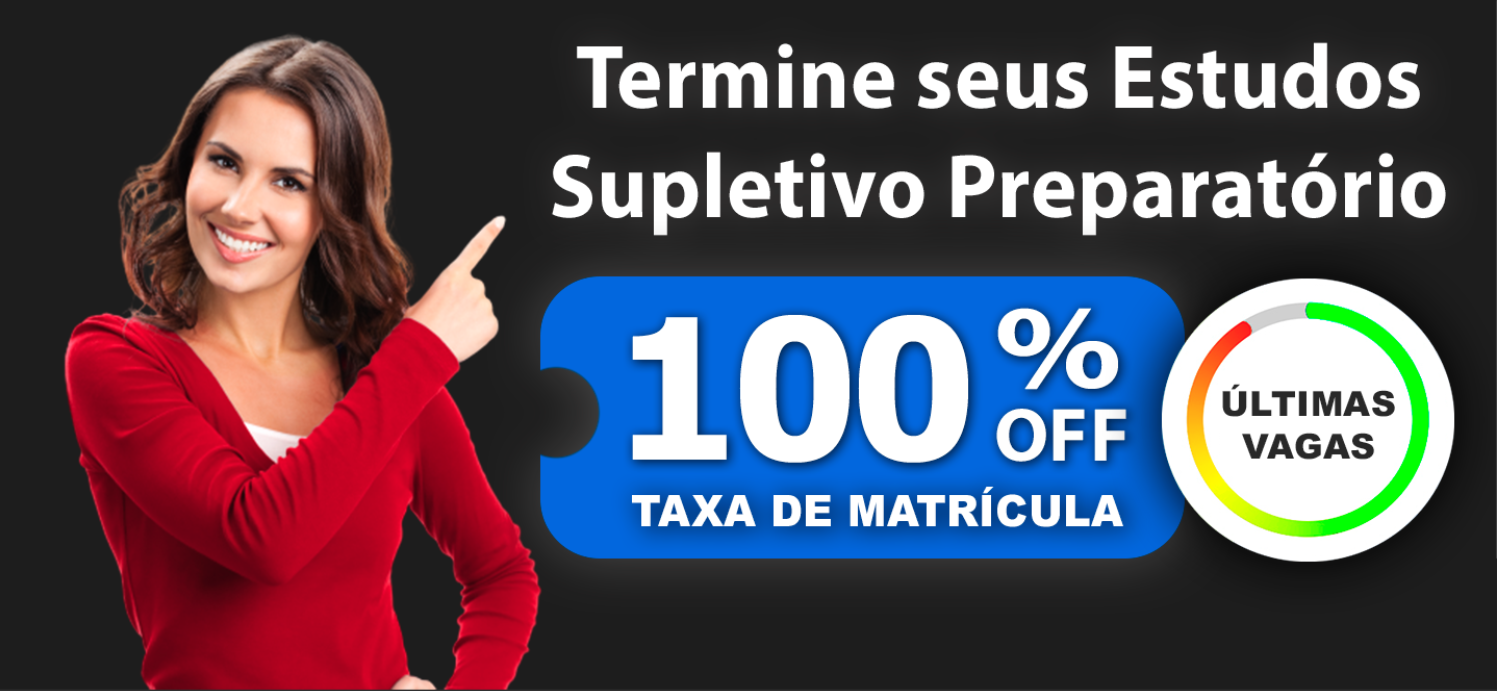 Termine seus Estudos
Supletivo Preparatório
100% OFF
TAXA DE MATRÍCULA
ÚLTIMAS
VAGAS